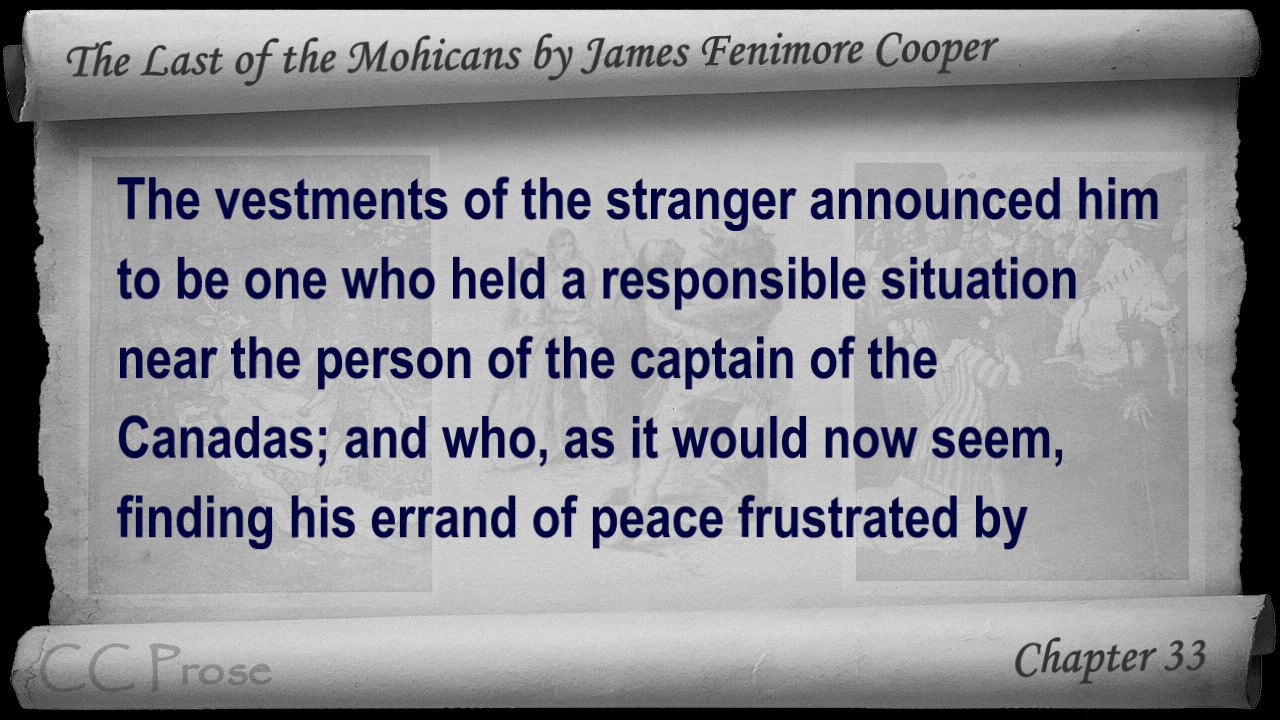 The Last of the Mohicans by James Fenimore Cooper
The vestments of the stranger announced him
to be one who held a responsible situation
near the person of the captain of the
Canadas; and who, as it would now seem,
finding his errand of peace frustrated by
CC Prose
Chapter 33